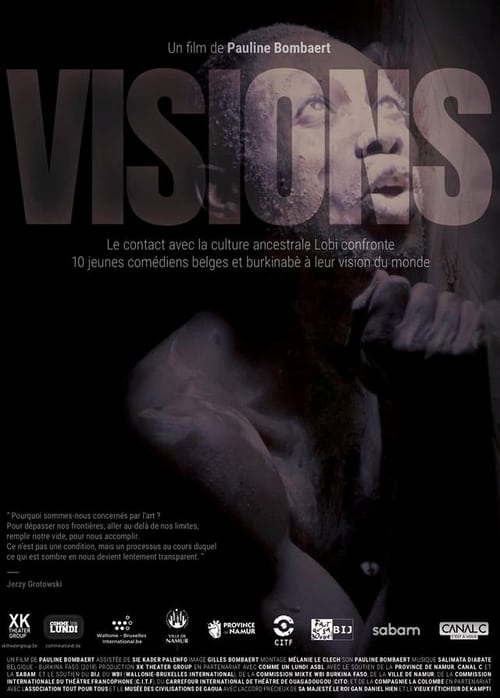 Un film de Pauline Bombaert
VISIONS
Le contact avec la culture ancestrale Lobi confronte
10 jeunes comédiens belges et burkinabè à leur vision du monde
" Pourquoi sommes-nous concernés par l'art ?
Pour dépasser nos frontières, aller au-delà de nos limites,
remplir notre vide, pour nous accomplir.
Ce n'est pas une condition, mais un processus au cours duquel
ce qui est sombre en nous devient lentement transparent. "
Jerzy Grotowski
XK
THEATER
GROUP
xktheatergroup.be
COMME UN
LUNDI
commeunlundi.be
Wallonie - Bruxelles
International.be
VILLE DE
NAMUR
PROVINCE
DE NAMUR
CITF
BIJ
sabam
CANAL C
C'EST À VOUS
UN FILM DE PAULINE BOMBAERT ASSISTÉE DE SIE KADER PALENFO IMAGE GILLES BOMBAERT MONTAGE MÉLANIE LE CLECH SON PAULINE BOMBAERT MUSIQUE SALIMATA DIABATE
BELGIQUE - BURKINA FASO (2018) PRODUCTION XK THEATER GROUP EN PARTENARIAT AVEC COMME UN LUNDI ASBL AVEC LE SOUTIEN DE LA PROVINCE DE NAMUR, CANAL C ET
LA SABAM ET LE SOUTIEN DU BIJ, DU WBI (WALLONIE-BRUXELLES INTERNATIONAL), DE LA COMMISSION MIXTE WBI BURKINA FASO, DE LA VILLE DE NAMUR, DE LA COMMISSION
INTERNATIONALE DU THÉÂTRE FRANCOPHONE (C.I.T.F), DU CARREFOUR INTERNATIONAL DE THÉÂTRE DE OUAGADOUGOU (CITO) ET DE LA COMPAGNIE LA COLOMBE EN PARTENARIAT
AVEC L'ASSOCIATION TOUT POUR TOUS ET LE MUSÉE DES CIVILISATIONS DE GAOUA AVEC L'ACCORD PRÉCIEUX DE SA MAJESTÉ LE ROI GAN DABIEL HIEN ET LE VIEUX FÉTICHEUR DE KAMPTI